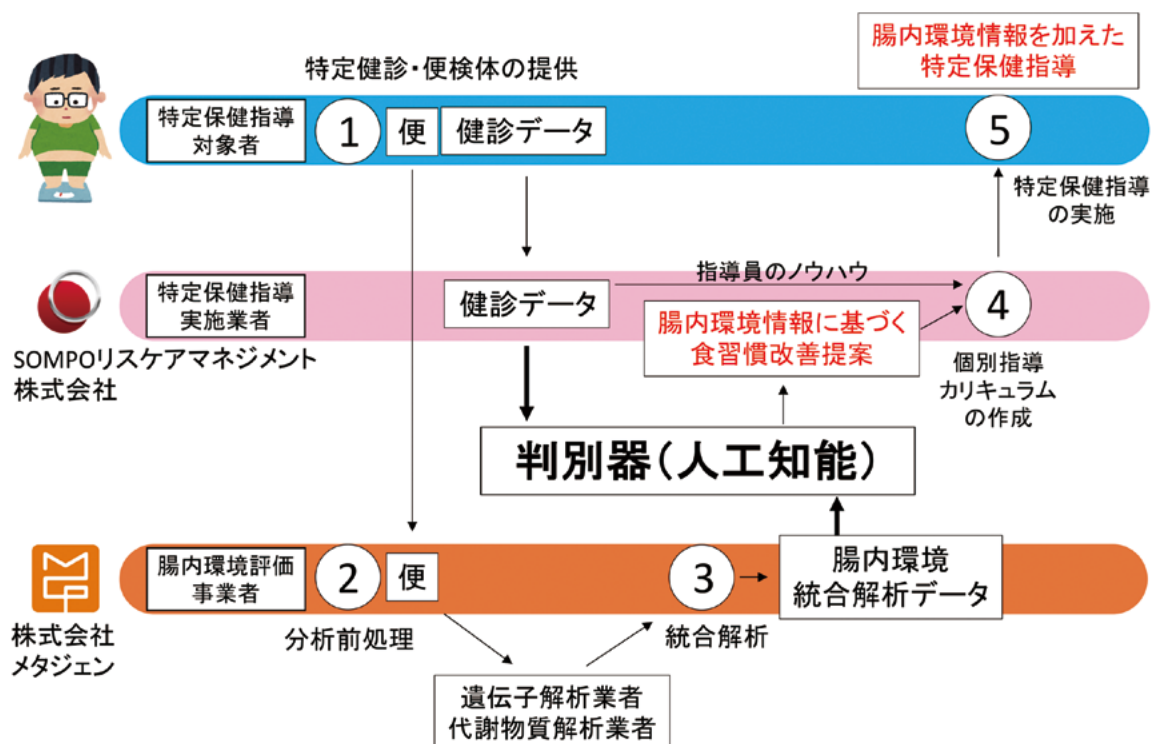 特定健診・便検体の提供
腸内環境情報を加えた
特定保健指導
特定保健指導
対象者
1
便
健診データ
5
特定保健指導
の実施
特定保健指導
実施業者
健診データ
指導員のノウハウ
4
腸内環境情報に基づく
食習慣改善提案
SOMPOリスケアマネジメント
株式会社
個別指導
カリキュラム
の作成
判別器(人工知能)
腸内環境評価
事業者
2
便
3
腸内環境
統合解析データ
株式会社
メタジェン
分析前処理
統合解析
遺伝子解析業者
代謝物質解析業者